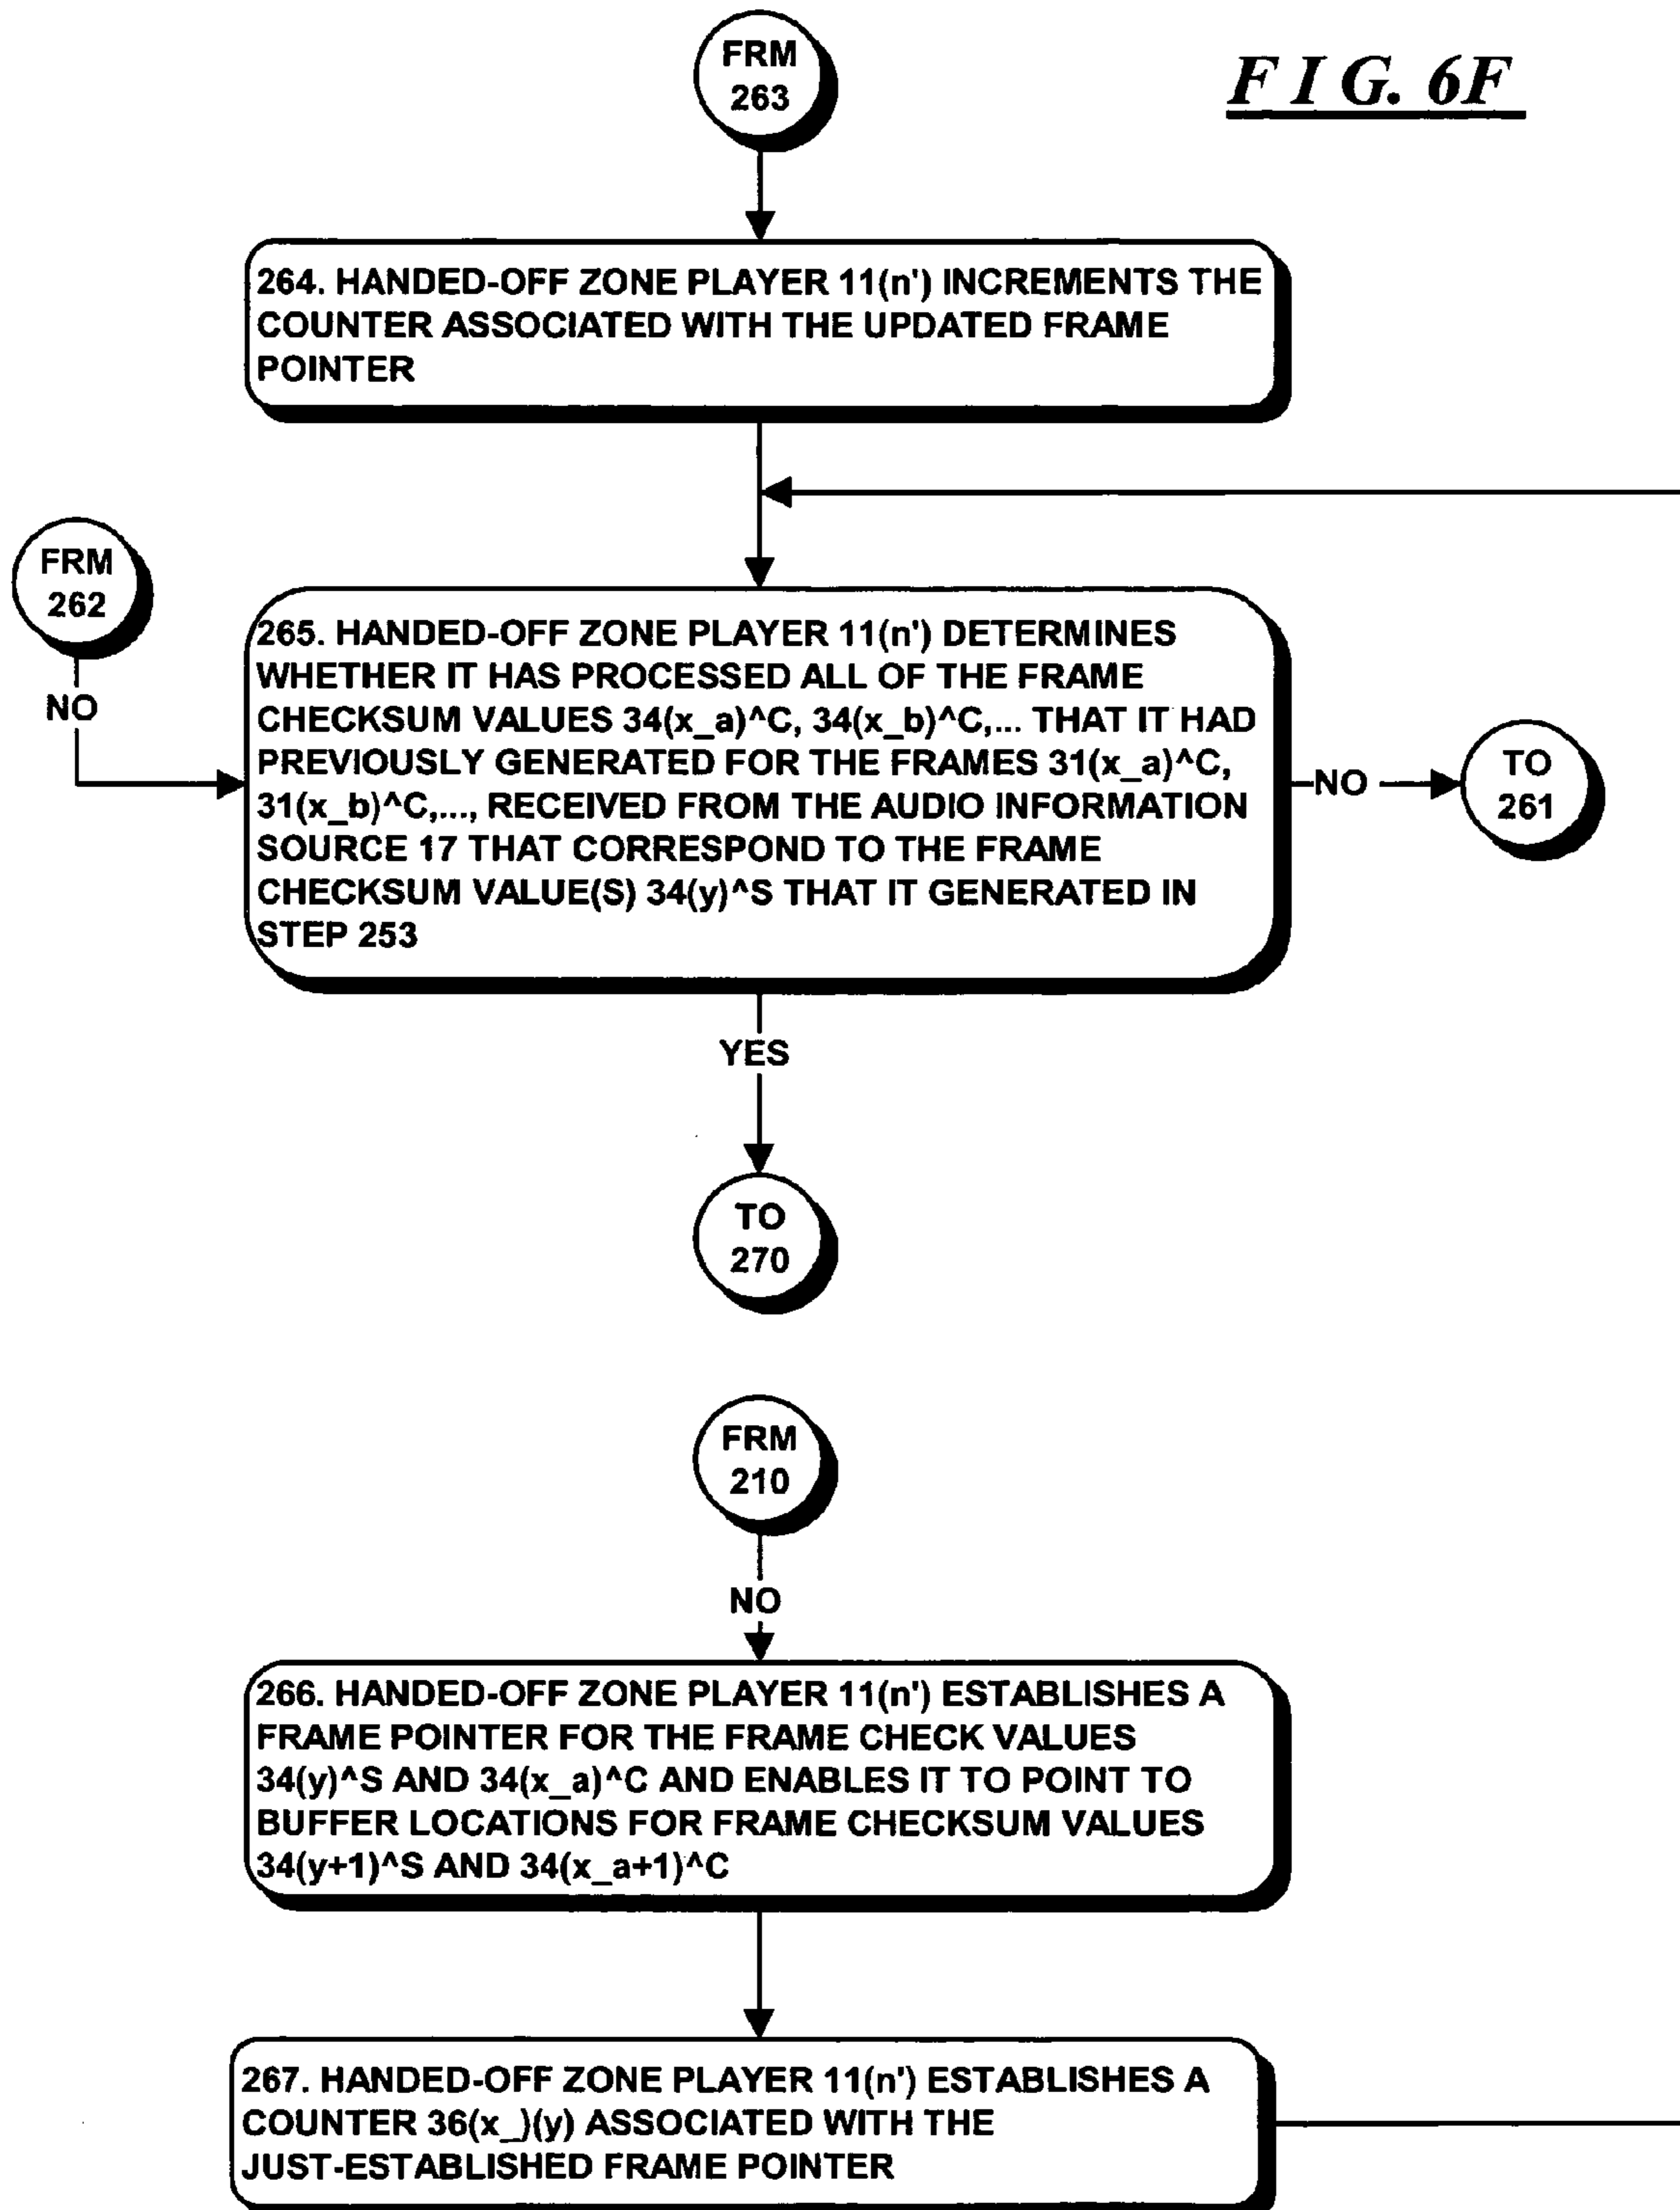 FRM
263
F I G. 6F
264. HANDED-OFF ZONE PLAYER 11(n') INCREMENTS THE
COUNTER ASSOCIATED WITH THE UPDATED FRAME
POINTER
FRM
262
NO
265. HANDED-OFF ZONE PLAYER 11(n') DETERMINES
WHETHER IT HAS PROCESSED ALL OF THE FRAME
CHECKSUM VALUES 34(x_a)^C, 34(x_b)^C,... THAT IT HAD
PREVIOUSLY GENERATED FOR THE FRAMES 31(x_a)^C,
31(x_b)^C,..., RECEIVED FROM THE AUDIO INFORMATION
SOURCE 17 THAT CORRESPOND TO THE FRAME
CHECKSUM VALUE(S) 34(y)^S THAT IT GENERATED IN
STEP 253
NO
TO
261
YES
TO
270
FRM
210
NO
266. HANDED-OFF ZONE PLAYER 11(n') ESTABLISHES A
FRAME POINTER FOR THE FRAME CHECK VALUES
34(y)^S AND 34(x_a)^C AND ENABLES IT TO POINT TO
BUFFER LOCATIONS FOR FRAME CHECKSUM VALUES
34(y+1)^S AND 34(x_a+1)^C
267. HANDED-OFF ZONE PLAYER 11(n') ESTABLISHES A
COUNTER 36(x_)(y) ASSOCIATED WITH THE
JUST-ESTABLISHED FRAME POINTER